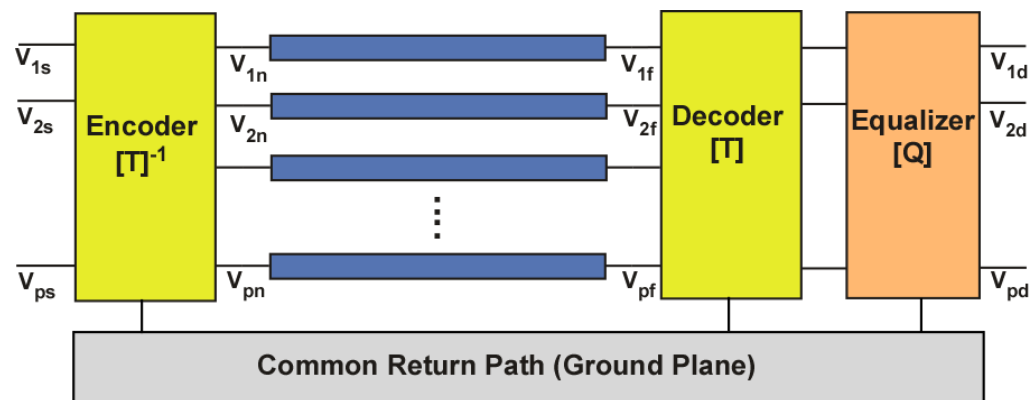 V1s
V2s
Vps
Encoder
[T]-1
V1n
V2n
Vpn
V1f
V2f
Vpf
Decoder
[T]
Equalizer
[Q]
V1d
V2d
Vpd
Common Return Path (Ground Plane)